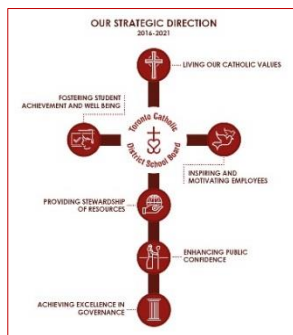 OUR STRATEGIC DIRECTION
2016-2021
LIVING OUR CATHOLIC VALUES
FOSTERING STUDENT
ACHIEVEMENT AND WELL BEING
Toronto Catholic
District School Board
INSPIRING AND
MOTIVATING EMPLOYEES
PROVIDING STEWARDSHIP
OF RESOURCES
ENHANCING PUBLIC
CONFIDENCE
ACHIEVING EXCELLENCE IN
GOVERNANCE